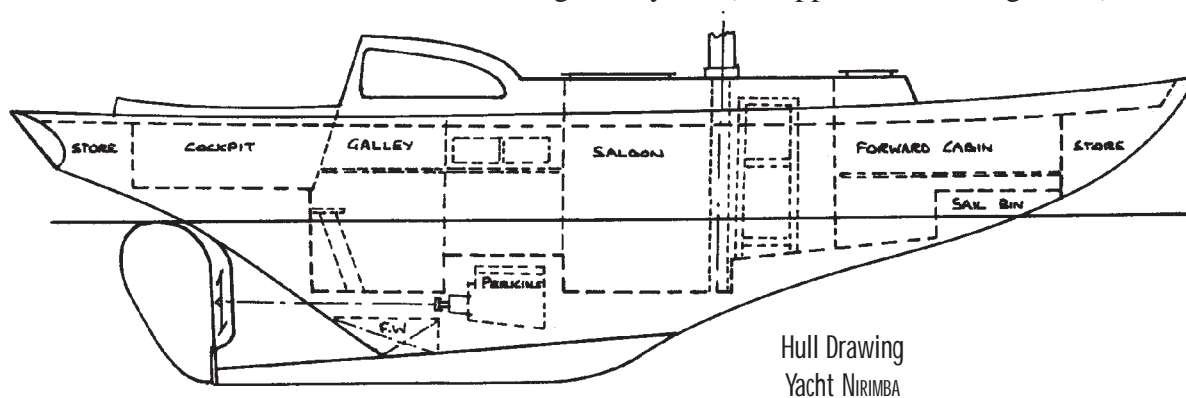 STORE COCKPIT GALLEY SALOON FORWARD CABIN STORE
SAIL BIN
PERKINS
F.W
Hull Drawing
Yacht NIRIMBA